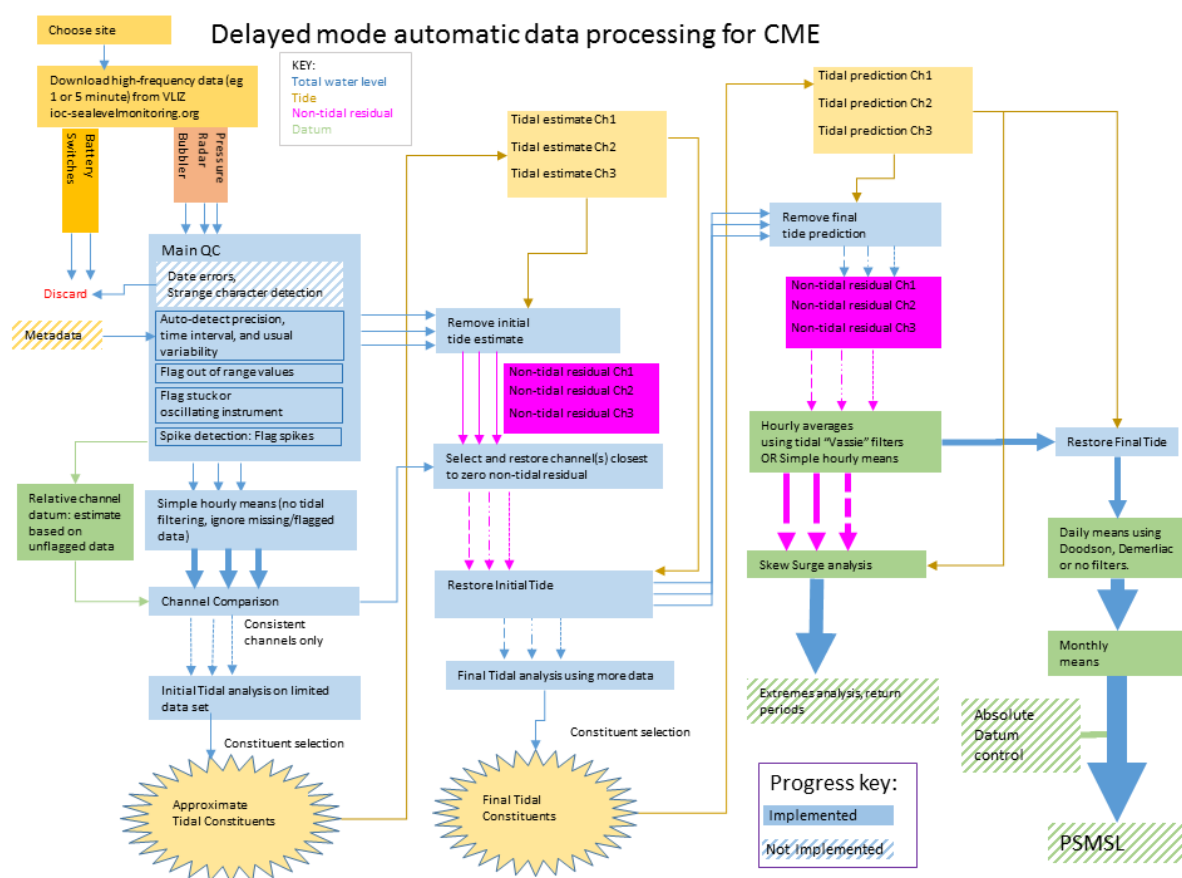 Delayed mode automatic data processing for CME
Choose site
Download high-frequency data (eg
1 or 5 minute) from VLIZ
ioc-sealevelmonitoring.org
Battery
Switches
Pressure
Radar
Bubbler
KEY:
Total water level
Tide
Non-tidal residual
Datum
Main QC
Date errors,
Strange character detection
Discard
Metadata
Auto-detect precision,
time interval, and usual
variability
Flag out of range values
Flag stuck or
oscillating instrument
Spike detection: Flag spikes
Relative channel
datum: estimate
based on
unflagged data
Simple hourly means (no tidal
filtering, ignore missing/flagged
data)
Channel Comparison
Consistent
channels only
Initial Tidal analysis on limited
data set
Constituent selection
Approximate
Tidal Constituents
Tidal estimate Ch1
Tidal estimate Ch2
Tidal estimate Ch3
Remove initial
tide estimate
Non-tidal residual Ch1
Non-tidal residual Ch2
Non-tidal residual Ch3
Select and restore channel(s) closest
to zero non-tidal residual
Restore Initial Tide
Final Tidal analysis using more data
Constituent selection
Final Tidal
Constituents
Tidal prediction Ch1
Tidal prediction Ch2
Tidal prediction Ch3
Remove final
tide prediction
Non-tidal residual Ch1
Non-tidal residual Ch2
Non-tidal residual Ch3
Hourly averages
using tidal “Vassie” filters
OR Simple hourly means
Skew Surge analysis
Extremes analysis, return
periods
Restore Final Tide
Daily means using
Doodson, Demerliac
or no filters.
Monthly
means
Absolute
Datum
control
PSMSL
Progress key:
Implemented
Not Implemented